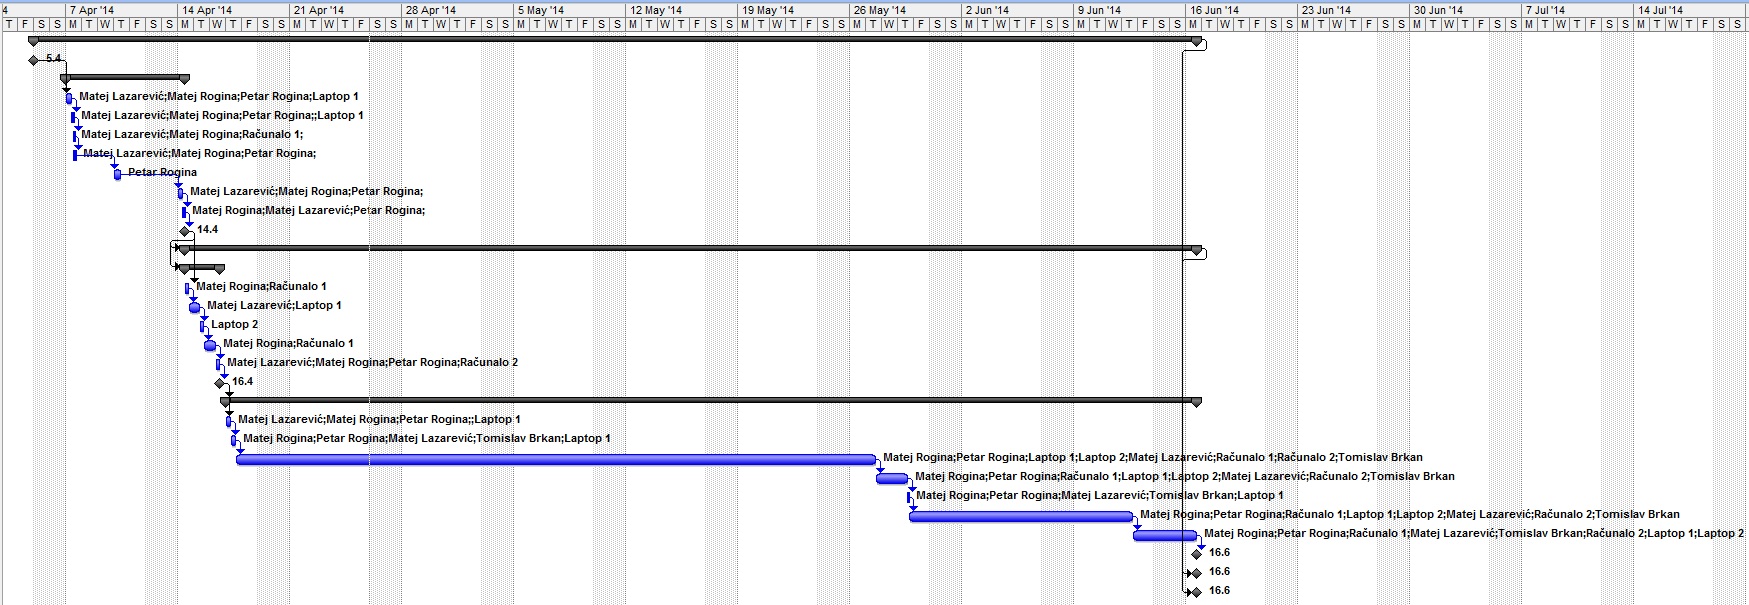 4 7 Apr '14 14 Apr '14 21 Apr '14 28 Apr '14 5 May '14 12 May '14 19 May '14 26 May '14 2 Jun '14 9 Jun '14 16 Jun '14 23 Jun '14 30 Jun '14 7 Jul '14 14 Jul '14
T F S S M T W T F S S M T W T F S S M T W T F S S M T W T F S S M T W T F S S M T W T F S S M T W T F S S M T W T F S S M T W T F S S M T W T F S S M T W T F S S M T W T F S S M T W T F S S M T W T F S S M T W T F S S
5.4
Matej Lazarević;Matej Rogina;Petar Rogina;Laptop 1
Matej Lazarević;Matej Rogina;Petar Rogina;;Laptop 1
Matej Lazarević;Matej Rogina;Računalo 1;
Matej Lazarević;Matej Rogina;Petar Rogina;
Petar Rogina
Matej Lazarević;Matej Rogina;Petar Rogina;
Matej Rogina;Matej Lazarević;Petar Rogina;
14.4
Matej Rogina;Računalo 1
Matej Lazarević;Laptop 1
Laptop 2
Matej Rogina;Računalo 1
Matej Lazarević;Matej Rogina;Petar Rogina;Računalo 2
16.4
Matej Lazarević;Matej Rogina;Petar Rogina;;Laptop 1
Matej Rogina;Petar Rogina;Matej Lazarević;Tomislav Brkan;Laptop 1
Matej Rogina;Petar Rogina;Laptop 1;Laptop 2;Matej Lazarević;Računalo 1;Računalo 2;Tomislav Brkan
Matej Rogina;Petar Rogina;Računalo 1;Laptop 1;Laptop 2;Matej Lazarević;Računalo 2;Tomislav Brkan
Matej Rogina;Petar Rogina;Matej Lazarević;Tomislav Brkan;Laptop 1
Matej Rogina;Petar Rogina;Računalo 1;Laptop 1;Laptop 2;Matej Lazarević;Računalo 2;Tomislav Brkan
Matej Rogina;Petar Rogina;Računalo 1;Matej Lazarević;Tomislav Brkan;Računalo 2;Laptop 1;Laptop 2
16.6
16.6
16.6